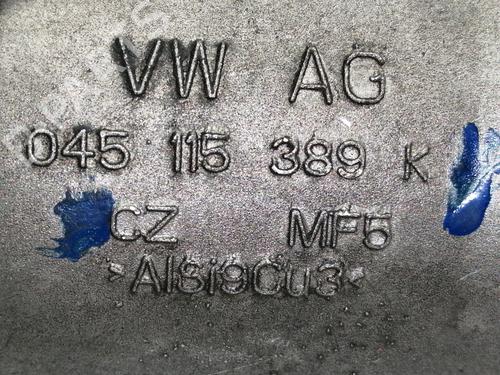 VW AG
045 115 389 K
CZ MF5
>AlSi9Cu3<